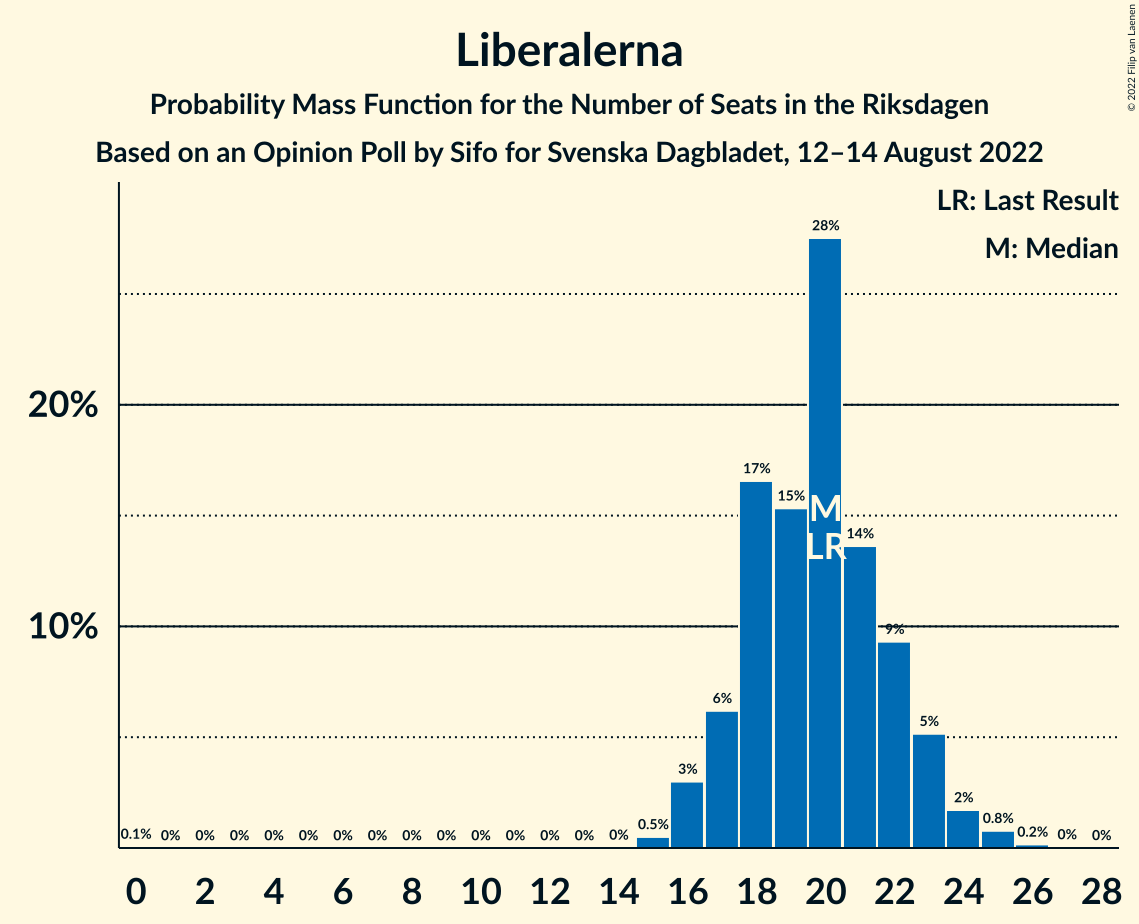 Liberalerna
Probability Mass Function for the Number of Seats in the Riksdagen
Based on an Opinion Poll by Sifo for Svenska Dagbladet, 12–14 August 2022
© 2022 Filip van Laenen
LR: Last Result
M: Median
28%
20%
17%
15%
M
LR
14%
10%
9%
6%
5%
3%
2%
0.1% 0% 0% 0% 0% 0% 0% 0% 0% 0% 0% 0% 0% 0% 0% 0.5% 0.8% 0.2% 0% 0%
0 2 4 6 8 10 12 14 16 18 20 22 24 26 28